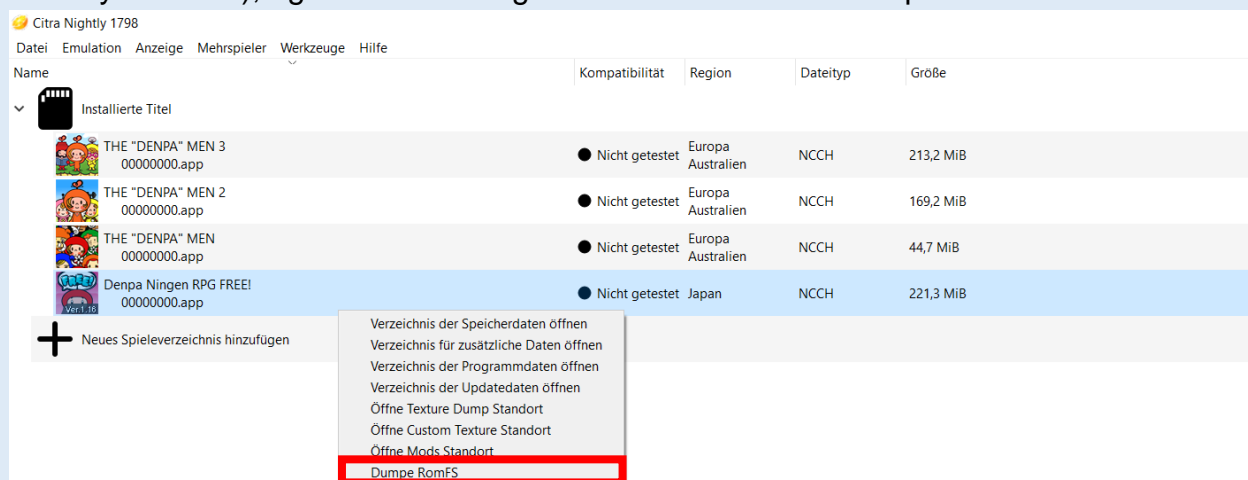 Citra Nightly 1798
Datei Emulation Anzeige Mehrspieler Werkzeuge Hilfe
Name Kompatibilität Region Dateityp Größe
Installierte Titel
THE "DENPA" MEN 3
00000000.app
Nicht getestet Europa Australien NCCH 213,2 MiB
THE "DENPA" MEN 2
00000000.app
Nicht getestet Europa Australien NCCH 169,2 MiB
THE "DENPA" MEN
00000000.app
Nicht getestet Europa Australien NCCH 44,7 MiB
FREE!
Ver.1.16
Denpa Ningen RPG FREE!
00000000.app
Nicht getestet Japan NCCH 221,3 MiB
Neues Spieleverzeichnis hinzufügen
Verzeichnis der Speicherdaten öffnen
Verzeichnis für zusätzliche Daten öffnen
Verzeichnis der Programmdaten öffnen
Verzeichnis der Updatedaten öffnen
Öffne Texture Dump Standort
Öffne Custom Texture Standort
Öffne Mods Standort
Dumpe RomFS